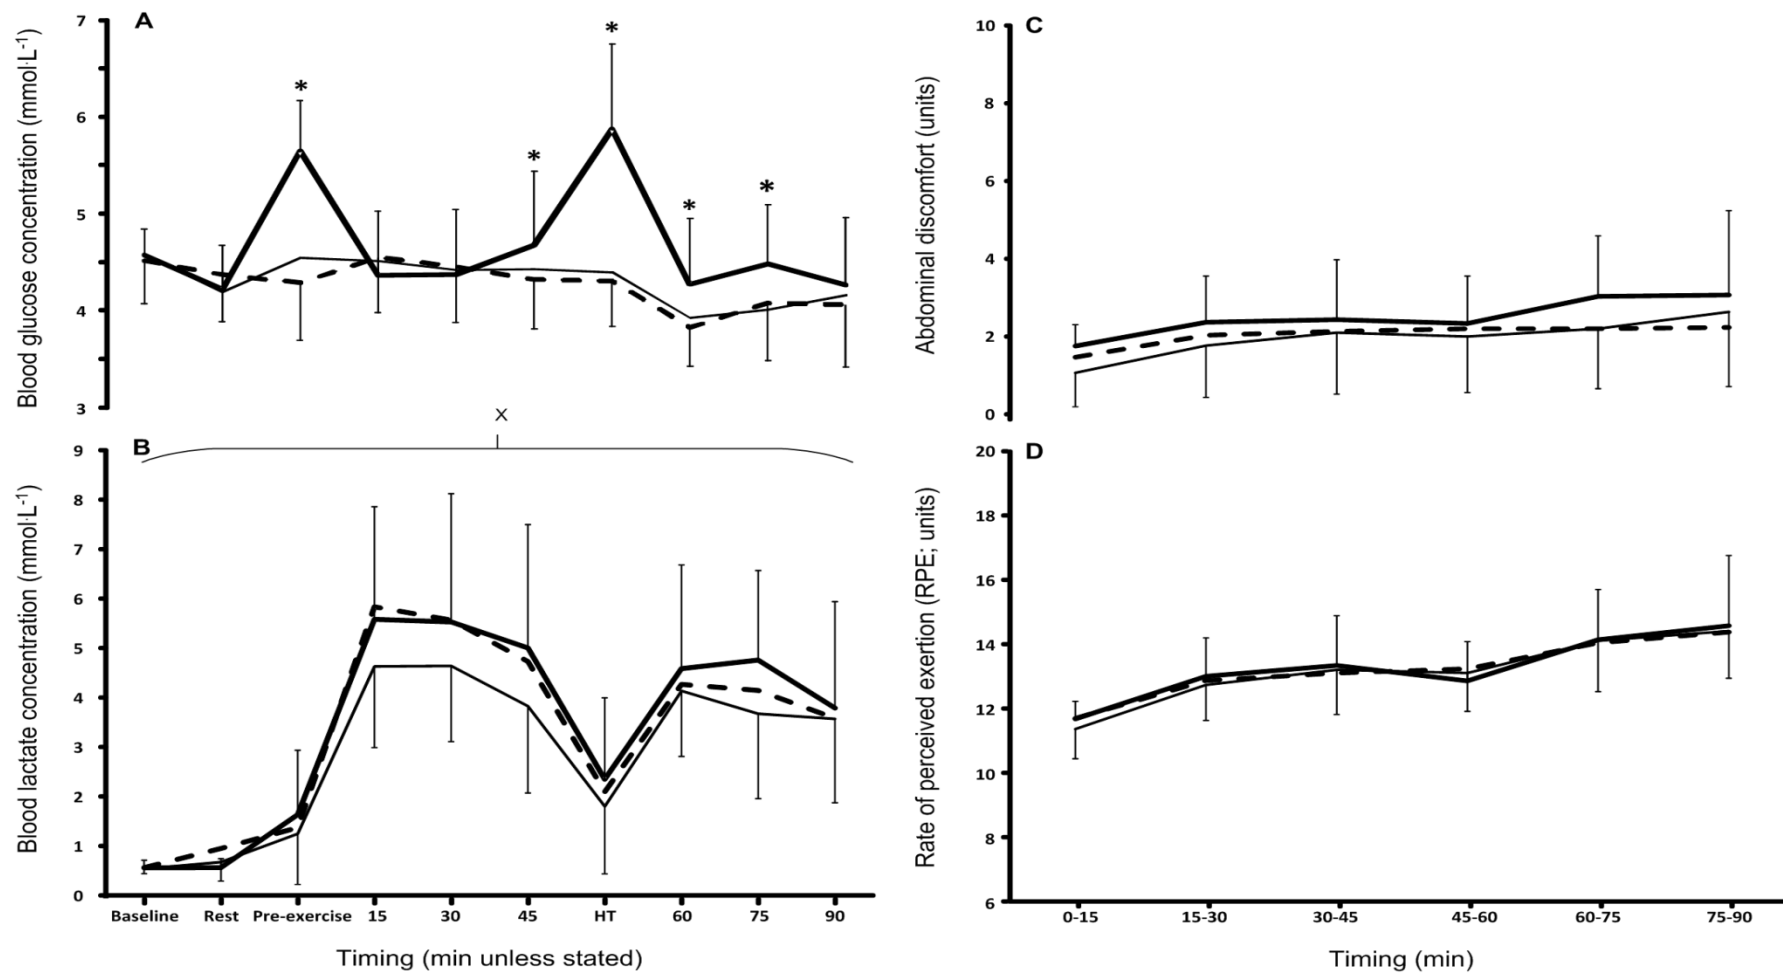 A
Blood glucose concentration (mmol·L-1)
7
6
5
4
3
*
*
*
*
*
X
B
Blood lactate concentration (mmol·L-1)
9
8
7
6
5
4
3
2
1
0
Baseline Rest Pre-exercise 15 30 45 HT 60 75 90
Timing (min unless stated)
C
Abdominal discomfort (units)
10
8
6
4
2
0
D
Rate of perceived exertion (RPE; units)
20
18
16
14
12
10
8
6
0-15 15-30 30-45 45-60 60-75 75-90
Timing (min)